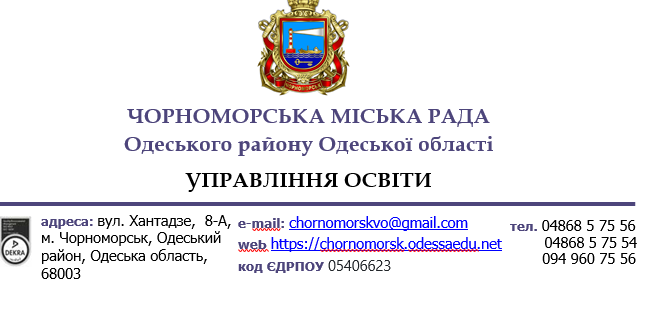 ЧОРНОМОРСЬК
ЧОРНОМОРСЬКА МІСЬКА РАДА
Одеського району Одеської області
УПРАВЛІННЯ ОСВІТИ
адреса: вул. Хантадзе, 8-А,
м. Чорноморськ, Одеський
район, Одеська область,
68003
e-mail: chornomorskvo@gmail.com
web https://chornomorsk.odessaedu.net
код ЄДРПОУ 05406623
тел. 04868 5 75 56
04868 5 75 54
094 960 75 56
DEKRA